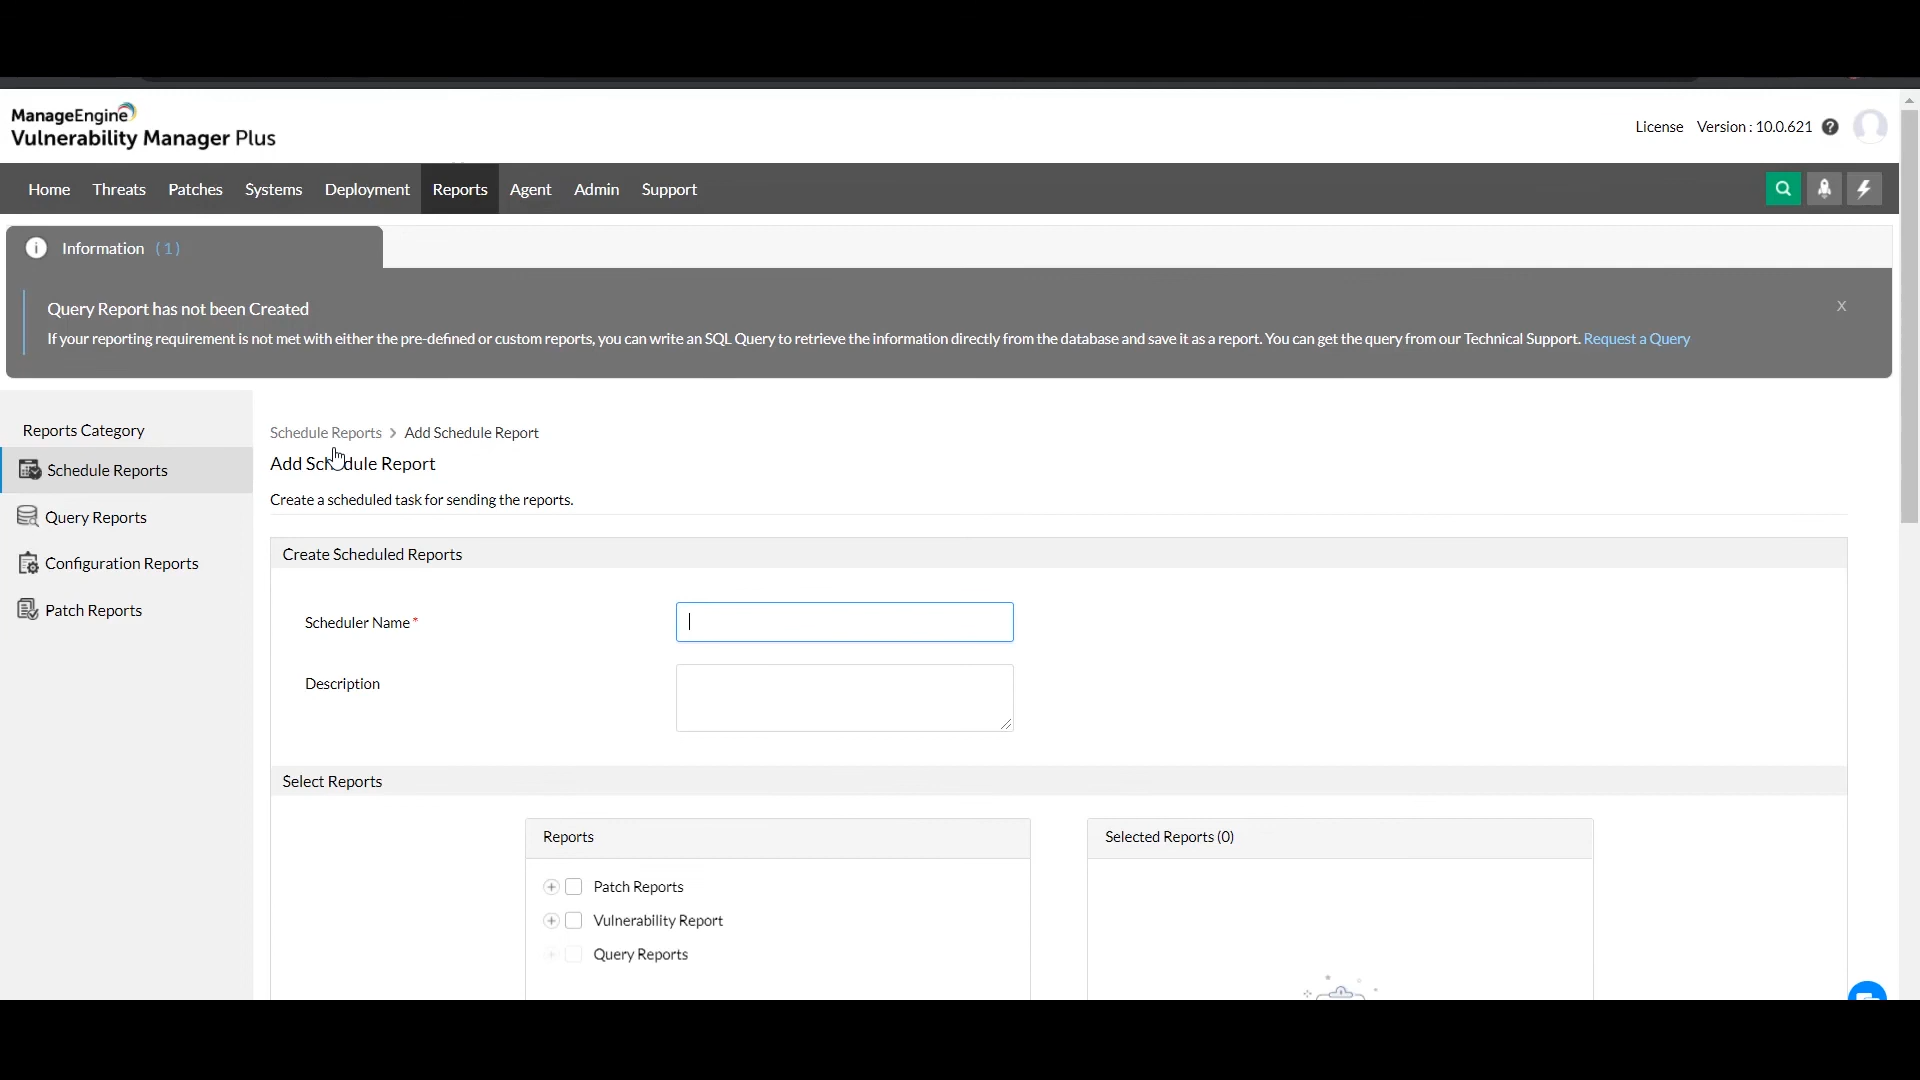 ManageEngine
Vulnerability Manager Plus
License Version : 10.0.621 ?
Home Threats Patches Systems Deployment Reports Agent Admin Support
i Information (1)
Query Report has not been Created X
If your reporting requirement is not met with either the pre-defined or custom reports, you can write an SQL Query to retrieve the information directly from the database and save it as a report. You can get the query from our Technical Support. Request a Query
Reports Category
Schedule Reports
Query Reports
Configuration Reports
Patch Reports
Schedule Reports > Add Schedule Report
Add Schedule Report
Create a scheduled task for sending the reports.
Create Scheduled Reports
Scheduler Name *
Description
Select Reports
Reports
Patch Reports
Vulnerability Report
Query Reports
Selected Reports (0)